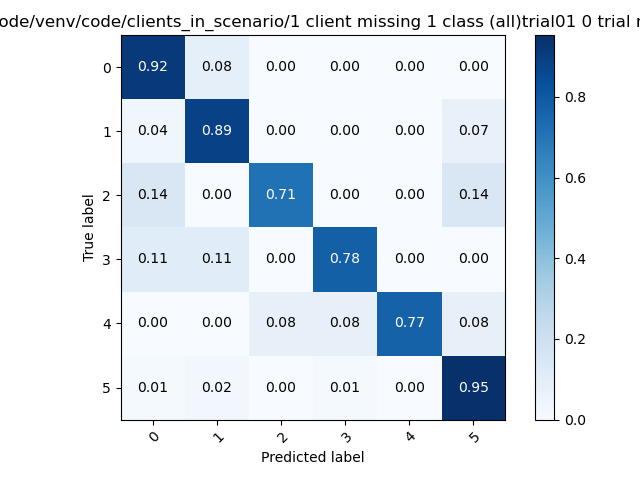 ode/venv/code/clients_in_scenario/1 client missing 1 class (all)trial01 0 trial
0 0.92 0.08 0.00 0.00 0.00 0.00
1 0.04 0.89 0.00 0.00 0.00 0.07
2 0.14 0.00 0.71 0.00 0.00 0.14
3 0.11 0.11 0.00 0.78 0.00 0.00
4 0.00 0.00 0.08 0.08 0.77 0.08
5 0.01 0.02 0.00 0.01 0.00 0.95
0 1 2 3 4 5
Predicted label
True label
0.8
0.6
0.4
0.2
0.0